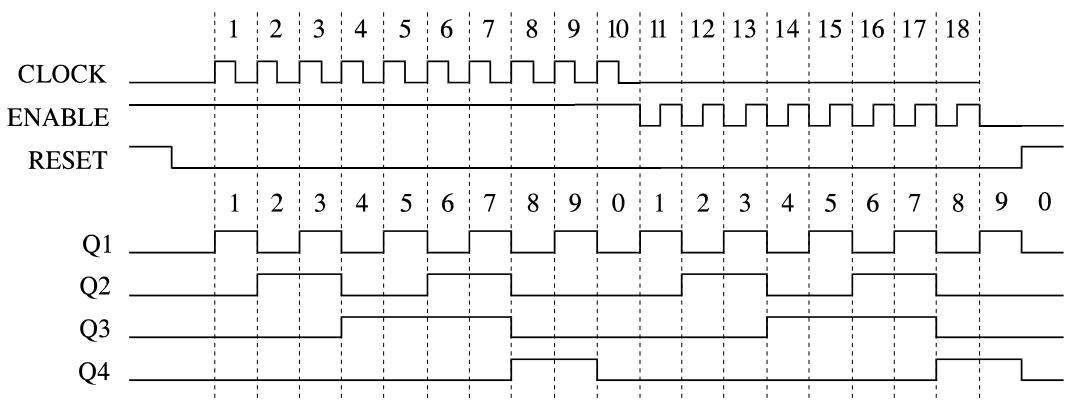 1 2 3 4 5 6 7 8 9 10 11 12 13 14 15 16 17 18
CLOCK
ENABLE
RESET
1 2 3 4 5 6 7 8 9 0 1 2 3 4 5 6 7 8 9 0
Q1
Q2
Q3
Q4